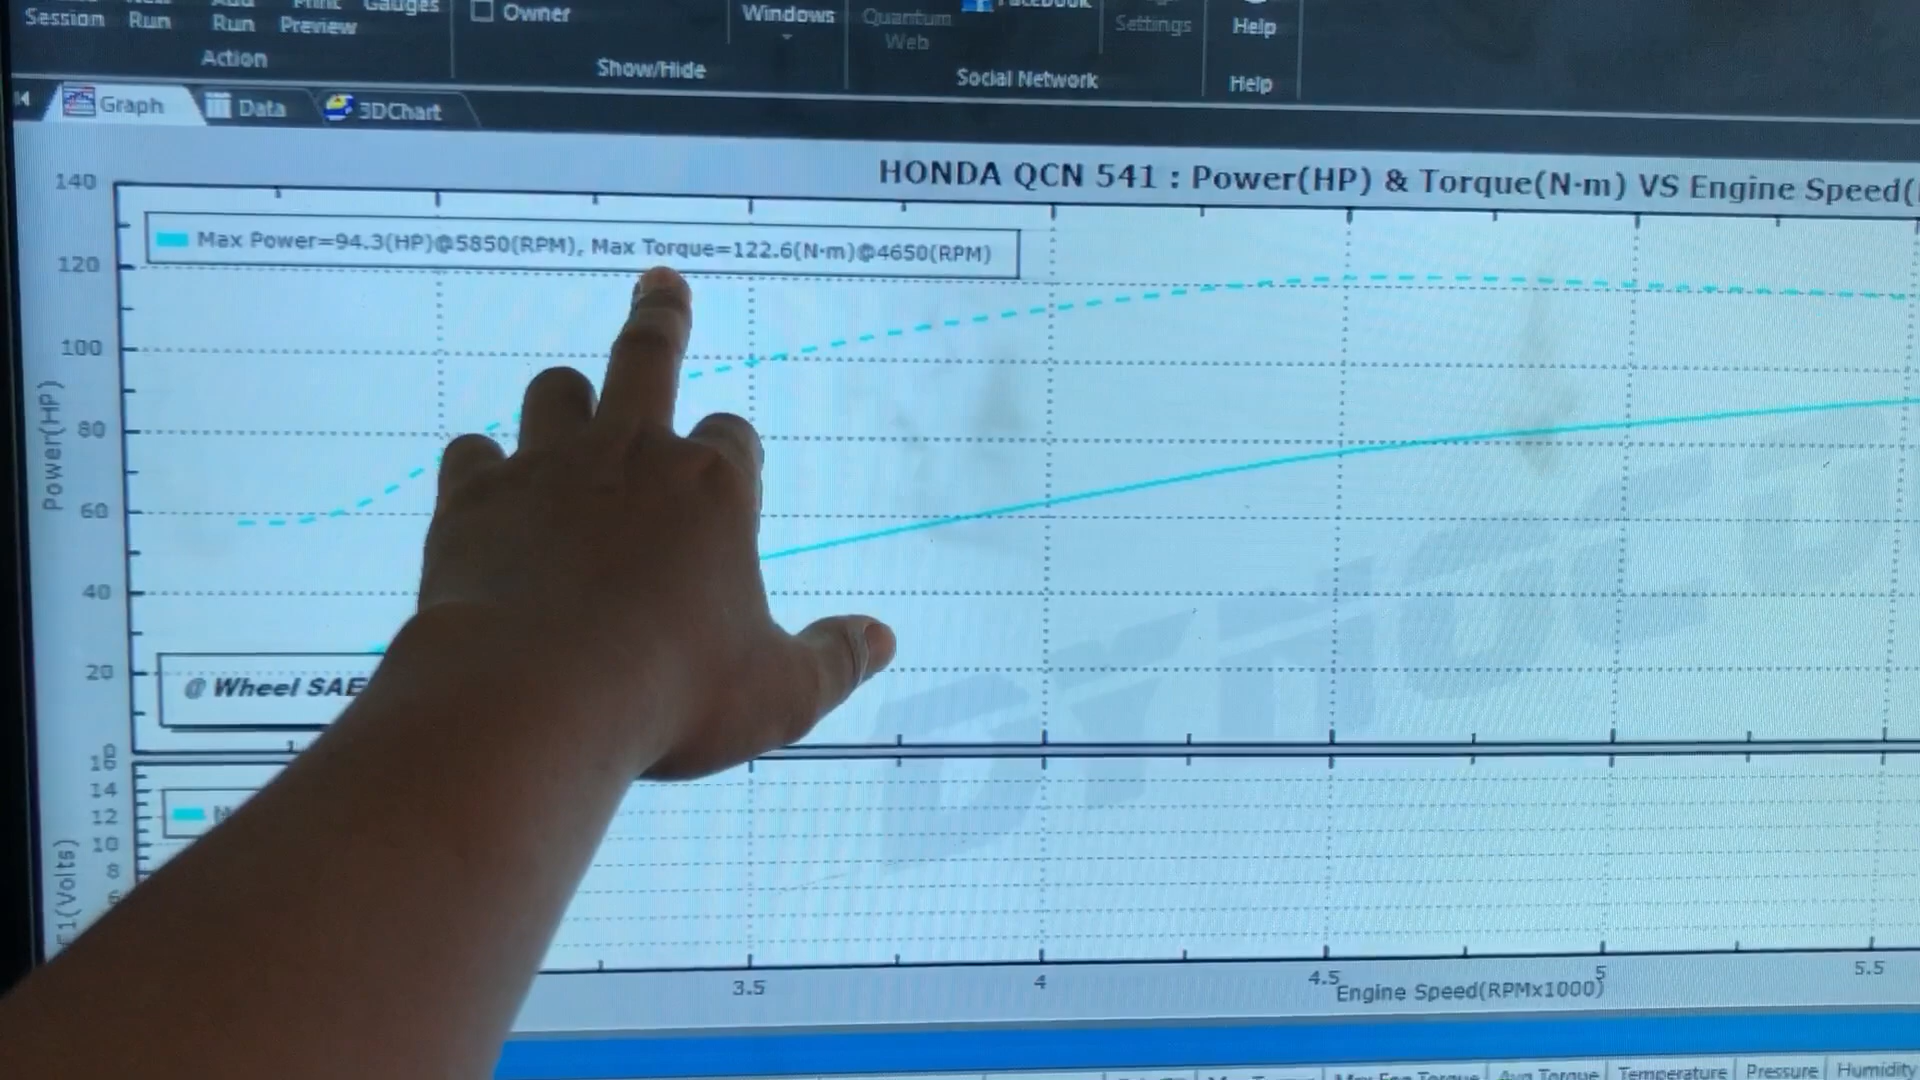 Session Run Run Preview Gauges Owner Windows Quantum Web Settings Help
Action Show/Hide Social Network Help
Graph Data 3DChart
HONDA QCN 541 : Power(HP) & Torque(N·m) VS Engine Speed(
Max Power=94.3(HP)@5850(RPM), Max Torque=122.6(N·m)@4650(RPM)
140
120
100
80
60
40
20
0
Power(HP)
@ Wheel SAE
16
14
12
10
8
6
(Volts)
3.5 4 4.5 5 5.5
Engine Speed(RPMx1000)
Temperature Pressure Humidity